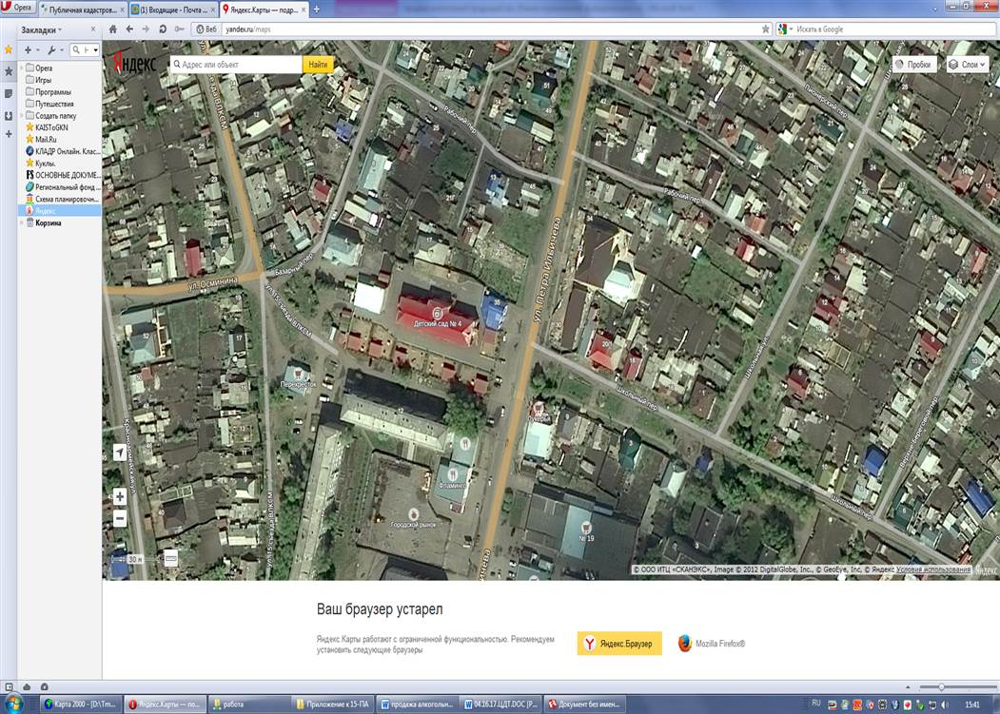 Opera
Публичная кадастров...
(1) Входящие - Почта ...
Яндекс.Карты — подр...
Закладки
Веб
yandex.ru/maps
Искать в Google
Opera
Игры
Программы
Путешествия
Создать папку
KAISToGKN
Mail.Ru
КЛАДР Онлайн. Клас...
Куклы.
ОСНОВНЫЕ ДОКУМЕ...
Региональный фонд ...
Схема планировочн...
Яндекс
Корзина
Яндекс
Адрес или объект
Найти
Пробки
Слои
Рабочий пер.
Пионерский пер.
Рабочий пер.
ул. Петра Ильичева
Базарный пер.
ул. Осминина
ул. 15 съезда ВЛКСМ
Детский сад № 4
Перекресток
Школьный пер.
Школьный пер.
Фламинго
Городской рынок
№ 19
ул. 15 съезда ВЛКСМ
30 м
© ООО ИТЦ «СКАНЭКС», Image © 2012 DigitalGlobe, Inc., © GeoEye, Inc, © Яндекс Условия использования
Яндекс
Ваш браузер устарел
Яндекс.Карты работают с ограниченной функциональностью. Рекомендуем
установить следующие браузеры
Яндекс.Браузер
Mozilla Firefox®
Карта 2000 - [D:\Tm...
Яндекс.Карты — по...
работа
Приложение к 15-ПА
продажа алкогольн...
04.16.17.ЦДТ.DOC [Р...
Документ без имен...
RU
15:41